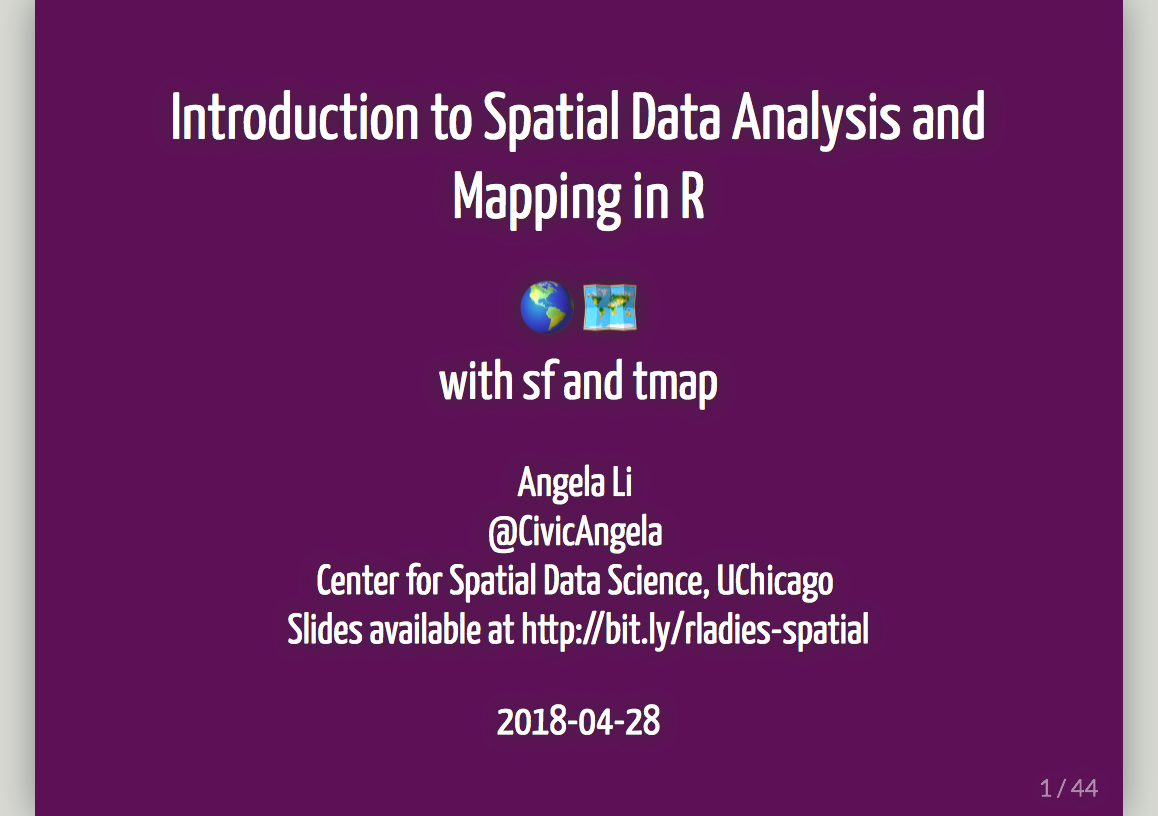 Introduction to Spatial Data Analysis and
Mapping in R
with sf and tmap
Angela Li
@CivicAngela
Center for Spatial Data Science, UChicago
Slides available at http://bit.ly/rladies-spatial
2018-04-28
1 / 44